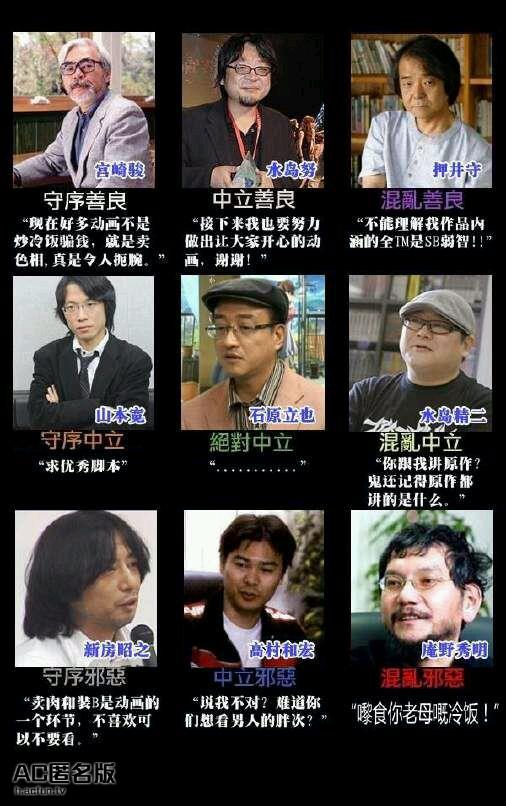 宫崎骏
水岛努
押井守
守序善良
中立善良
混亂善良
“现在好多动画不是
炒冷饭骗钱，就是卖
色相,真是令人扼腕。”
“接下来我也要努力
做出让大家开心的动
画，谢谢！”
“不能理解我作品内
涵的全TM是SB弱智!!”
山本寛
石原立也
水岛精二
守序中立
絕對中立
混亂中立
“求优秀脚本”
“...........”
“你跟我讲原作？
鬼还记得原作都
讲的是什么。”
新房昭之
高村和宏
庵野秀明
守序邪惡
中立邪惡
混亂邪惡
“卖肉和装B是动画的
一个环节，不喜欢可
以不要看。”
“说我不对？难道你
们想看男人的胖次？”
“嚟食你老母嘅冷饭！”
AC匿名版
h.acfun.tv